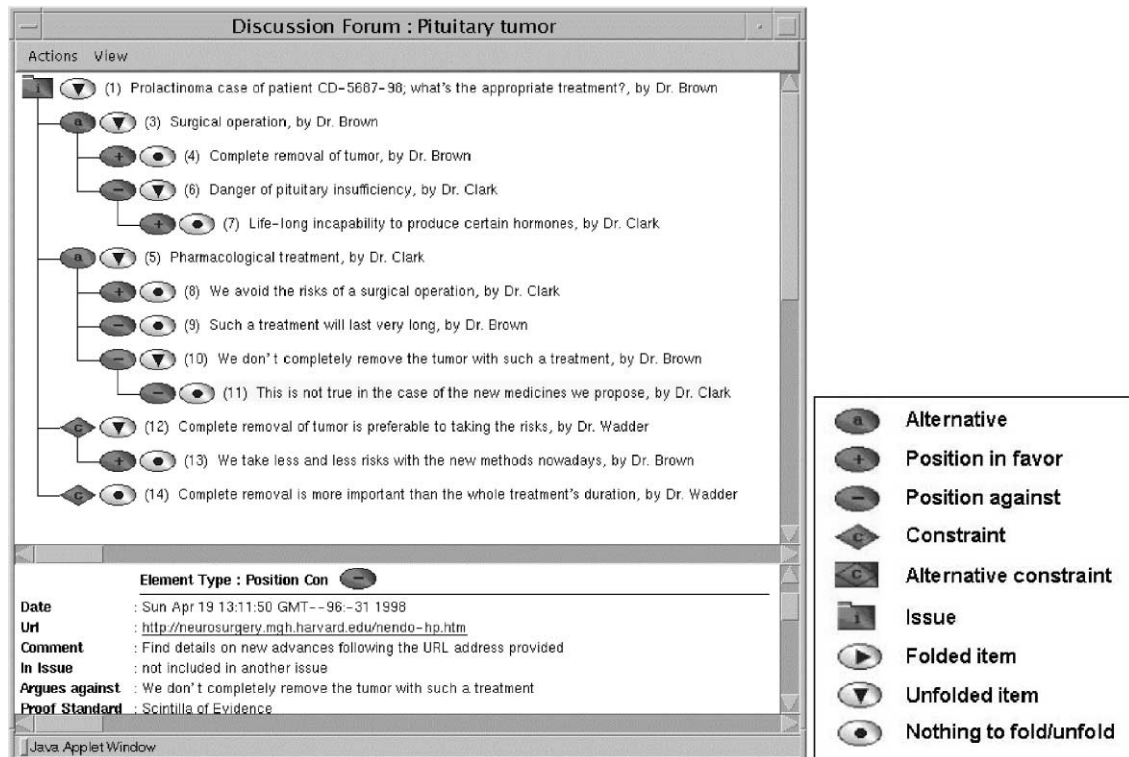 Discussion Forum : Pituitary tumor
Actions View
i (1) Prolactinoma case of patient CD-5687-98; what's the appropriate treatment?, by Dr. Brown
a (3) Surgical operation, by Dr. Brown
+ (4) Complete removal of tumor, by Dr. Brown
- (6) Danger of pituitary insufficiency, by Dr. Clark
+ (7) Life-long incapability to produce certain hormones, by Dr. Clark
a (5) Pharmacological treatment, by Dr. Clark
+ (8) We avoid the risks of a surgical operation, by Dr. Clark
- (9) Such a treatment will last very long, by Dr. Brown
- (10) We don't completely remove the tumor with such a treatment, by Dr. Brown
- (11) This is not true in the case of the new medicines we propose, by Dr. Clark
c (12) Complete removal of tumor is preferable to taking the risks, by Dr. Wadder
+ (13) We take less and less risks with the new methods nowadays, by Dr. Brown
c (14) Complete removal is more important than the whole treatment's duration, by Dr. Wadder
Element Type : Position Con -
Date : Sun Apr 19 13:11:50 GMT--96:-31 1998
Url : http://neurosurgery.mgh.harvard.edu/nendo-hp.htm
Comment : Find details on new advances following the URL address provided
In Issue : not included in another issue
Argues against : We don't completely remove the tumor with such a treatment
Proof Standard : Scintilla of Evidence
Java Applet Window
a Alternative
+ Position in favor
- Position against
c Constraint
c Alternative constraint
i Issue
Folded item
Unfolded item
Nothing to fold/unfold